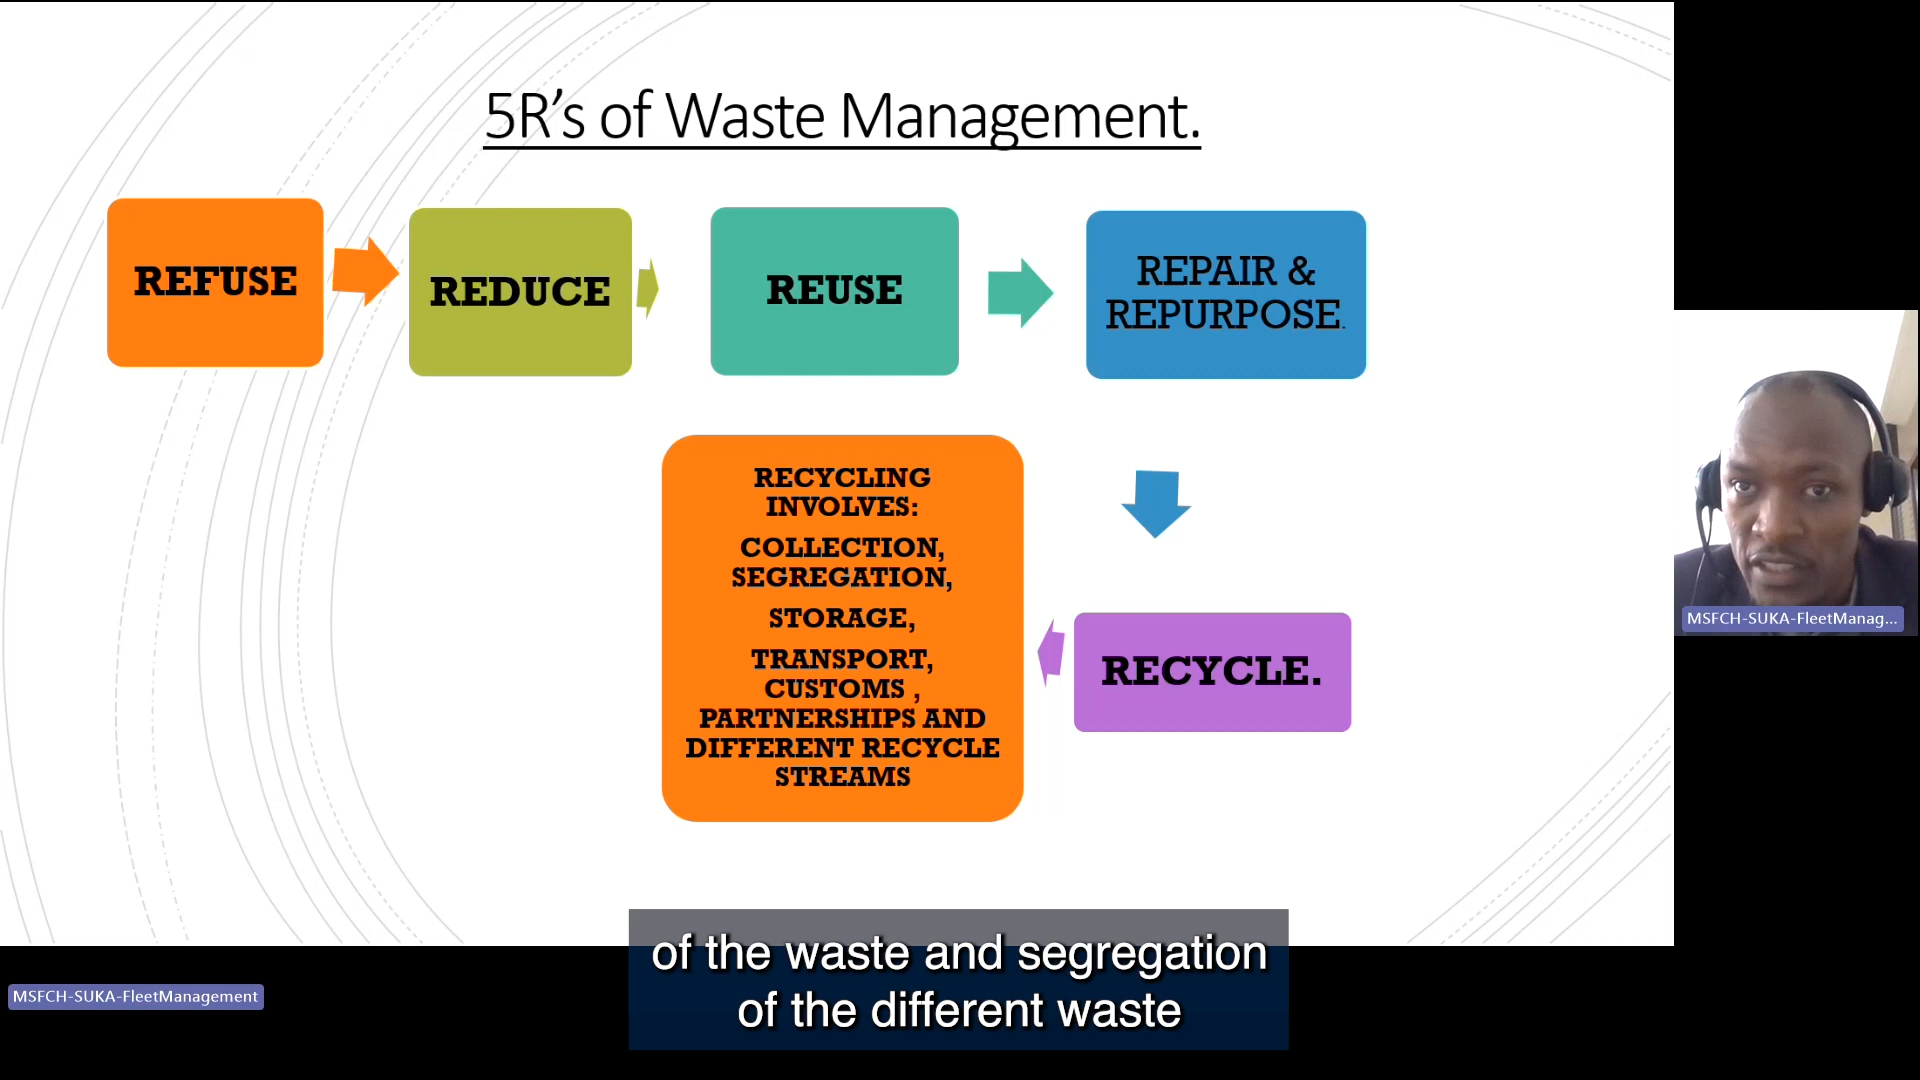 5R’s of Waste Management.
REFUSE
REDUCE
REUSE
REPAIR &
REPURPOSE.
RECYCLING
INVOLVES:
COLLECTION,
SEGREGATION,
STORAGE,
TRANSPORT,
CUSTOMS ,
PARTNERSHIPS AND
DIFFERENT RECYCLE
STREAMS
RECYCLE.
MSFCH-SUKA-FleetManag...
of the waste and segregation
of the different waste
MSFCH-SUKA-FleetManagement